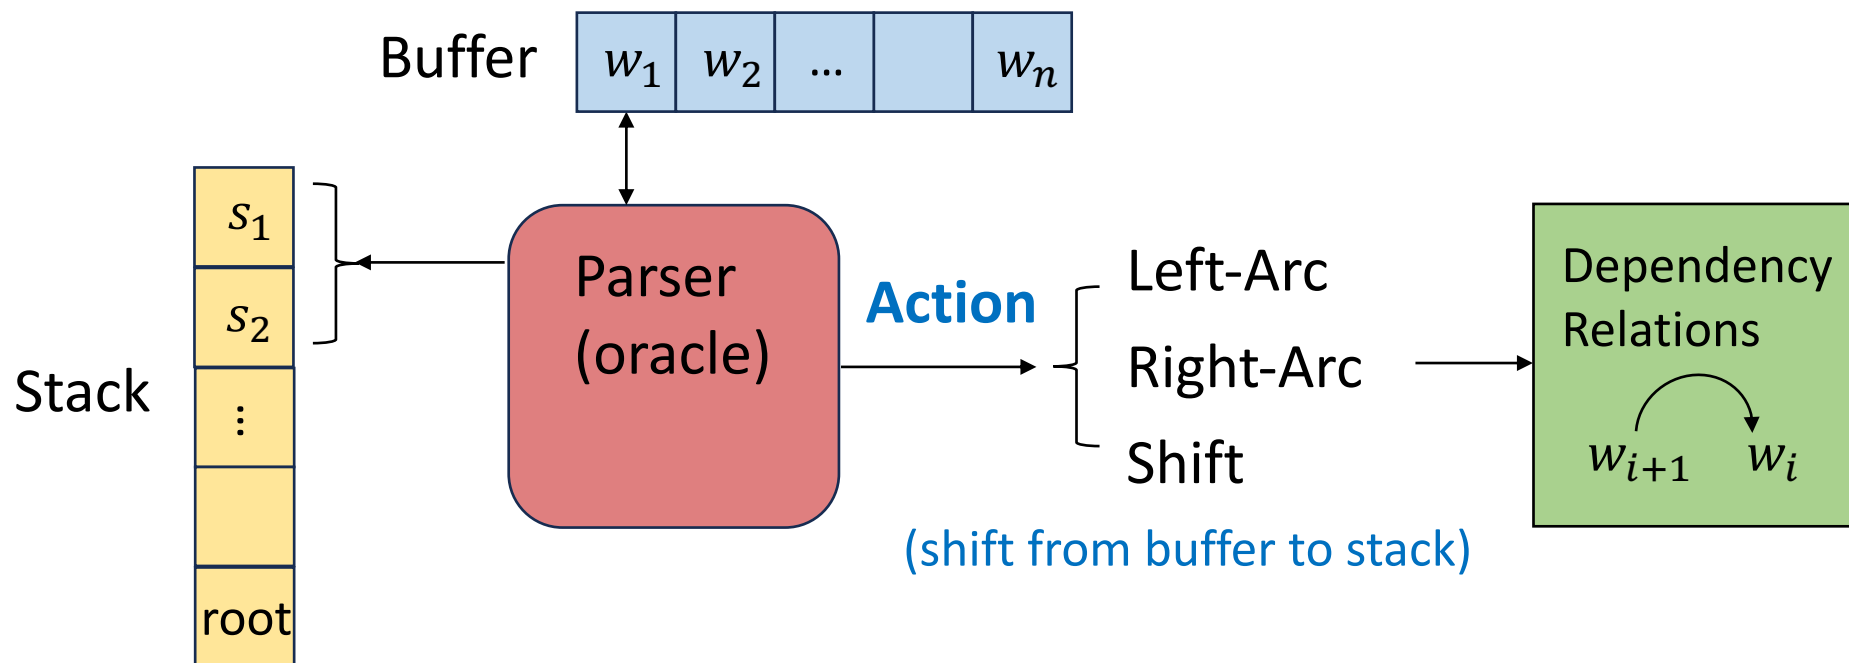 Buffer
w₁ w₂ ... wₙ
Stack
s₁
s₂
⋮
root
Parser
(oracle)
Action
Left-Arc
Right-Arc
Shift
(shift from buffer to stack)
Dependency
Relations
wᵢ₊₁ wᵢ